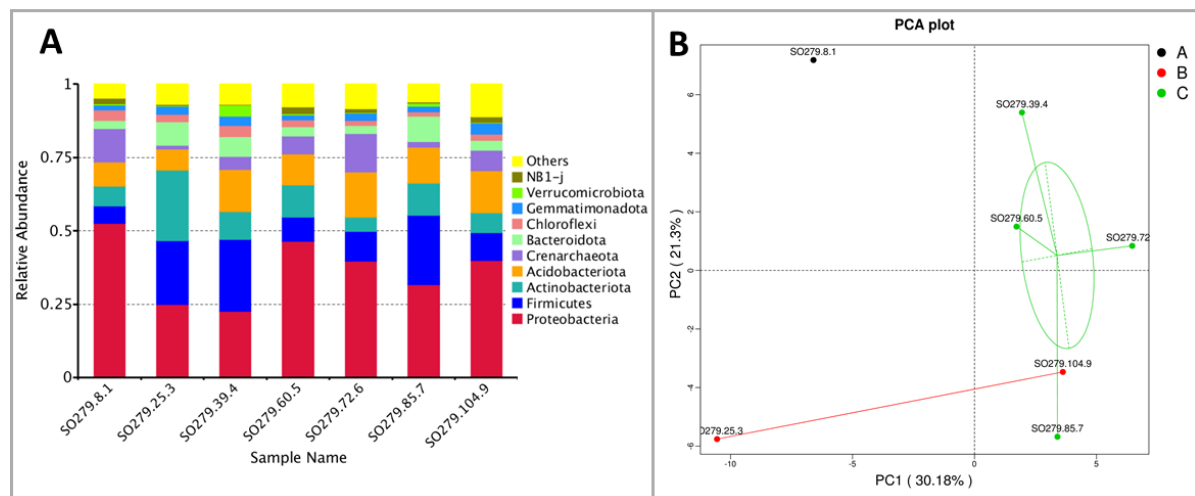 A
Relative Abundance
1
0.75
0.5
0.25
0
SO279.8.1
SO279.25.3
SO279.39.4
SO279.60.5
SO279.72.6
SO279.85.7
SO279.104.9
Sample Name
Others
NB1-j
Verrucomicrobiota
Gemmatimonadota
Chloroflexi
Bacteroidota
Crenarchaeota
Acidobacteriota
Actinobacteriota
Firmicutes
Proteobacteria
B
PCA plot
A
B
C
SO279.8.1
SO279.39.4
SO279.60.5
SO279.72
SO279.104.9
O279.25.3
SO279.85.7
PC2 ( 21.3% )
6
4
2
0
-2
-4
-6
-10
-5
0
5
PC1 ( 30.18% )